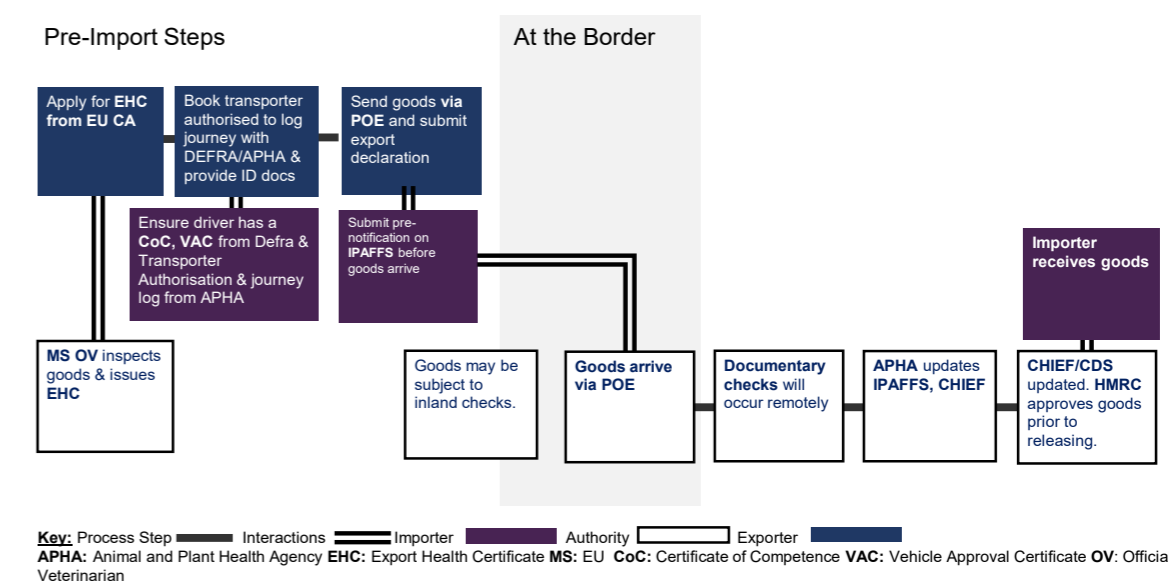 Pre-Import Steps
At the Border
Apply for EHC
from EU CA
Book transporter
authorised to log
journey with
DEFRA/APHA &
provide ID docs
Send goods via
POE and submit
export
declaration
Ensure driver has a
CoC, VAC from Defra &
Transporter
Authorisation & journey
log from APHA
Submit pre-
notification on
IPAFFS before
goods arrive
Importer
receives goods
MS OV inspects
goods & issues
EHC
Goods may be
subject to
inland checks.
Goods arrive
via POE
Documentary
checks will
occur remotely
APHA updates
IPAFFS, CHIEF
CHIEF/CDS
updated. HMRC
approves goods
prior to
releasing.
Key: Process Step Interactions Importer Authority Exporter
APHA: Animal and Plant Health Agency EHC: Export Health Certificate MS: EU CoC: Certificate of Competence VAC: Vehicle Approval Certificate OV: Officia
Veterinarian